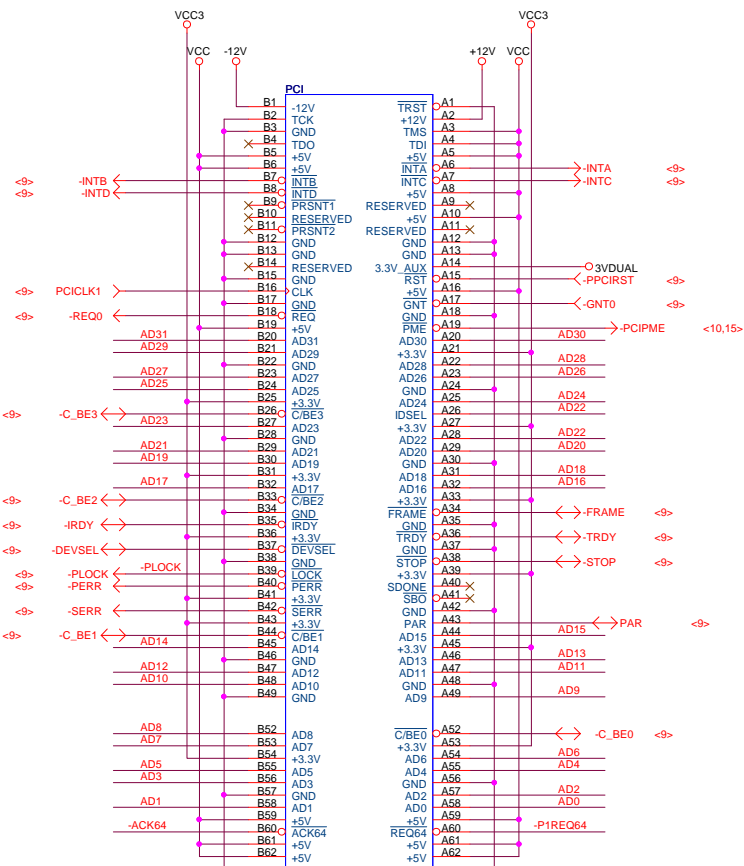 VCC3 VCC3
VCC -12V +12V VCC
PCI
B1 -12V TRST A1
B2 TCK +12V A2
B3 GND TMS A3
B4 TDO TDI A4
B5 +5V +5V A5
B6 +5V INTA A6 -INTA <9>
<9> -INTB B7 INTB INTC A7 -INTC <9>
<9> -INTD B8 INTD +5V A8
B9 PRSNT1 RESERVED A9
B10 RESERVED +5V A10
B11 PRSNT2 RESERVED A11
B12 GND GND A12
B13 GND GND A13
B14 RESERVED 3.3V_AUX A14 3VDUAL
B15 GND RST A15 -PPCIRST <9>
<9> PCICLK1 B16 CLK +5V A16
B17 GND GNT A17 -GNT0 <9>
<9> -REQ0 B18 REQ GND A18
B19 +5V PME A19 -PCIPME <10,15>
AD31 B20 AD31 AD30 A20 AD30
AD29 B21 AD29 +3.3V A21
B22 GND AD28 A22 AD28
AD27 B23 AD27 AD26 A23 AD26
AD25 B24 AD25 GND A24
B25 +3.3V AD24 A25 AD24
<9> -C_BE3 B26 C/BE3 IDSEL A26 AD22
AD23 B27 AD23 +3.3V A27
B28 GND AD22 A28 AD22
AD21 B29 AD21 AD20 A29 AD20
AD19 B30 AD19 GND A30
B31 +3.3V AD18 A31 AD18
AD17 B32 AD17 AD16 A32 AD16
<9> -C_BE2 B33 C/BE2 +3.3V A33
B34 GND FRAME A34 -FRAME <9>
<9> -IRDY B35 IRDY GND A35
B36 +3.3V TRDY A36 -TRDY <9>
<9> -DEVSEL B37 DEVSEL GND A37
B38 GND STOP A38 -STOP <9>
<9> -PLOCK -PLOCK B39 LOCK +3.3V A39
<9> -PERR B40 PERR SDONE A40
B41 +3.3V SBO A41
<9> -SERR B42 SERR GND A42
B43 +3.3V PAR A43 PAR <9>
<9> -C_BE1 B44 C/BE1 AD15 A44 AD15
AD14 B45 AD14 +3.3V A45
B46 GND AD13 A46 AD13
AD12 B47 AD12 AD11 A47 AD11
AD10 B48 AD10 GND A48
B49 GND AD9 A49 AD9
AD8 B52 AD8 C/BE0 A52 -C_BE0 <9>
AD7 B53 AD7 +3.3V A53
B54 +3.3V AD6 A54 AD6
AD5 B55 AD5 AD4 A55 AD4
AD3 B56 AD3 GND A56
B57 GND AD2 A57 AD2
AD1 B58 AD1 AD0 A58 AD0
B59 +5V +5V A59
-ACK64 B60 ACK64 REQ64 A60 -P1REQ64
B61 +5V +5V A61
B62 +5V +5V A62